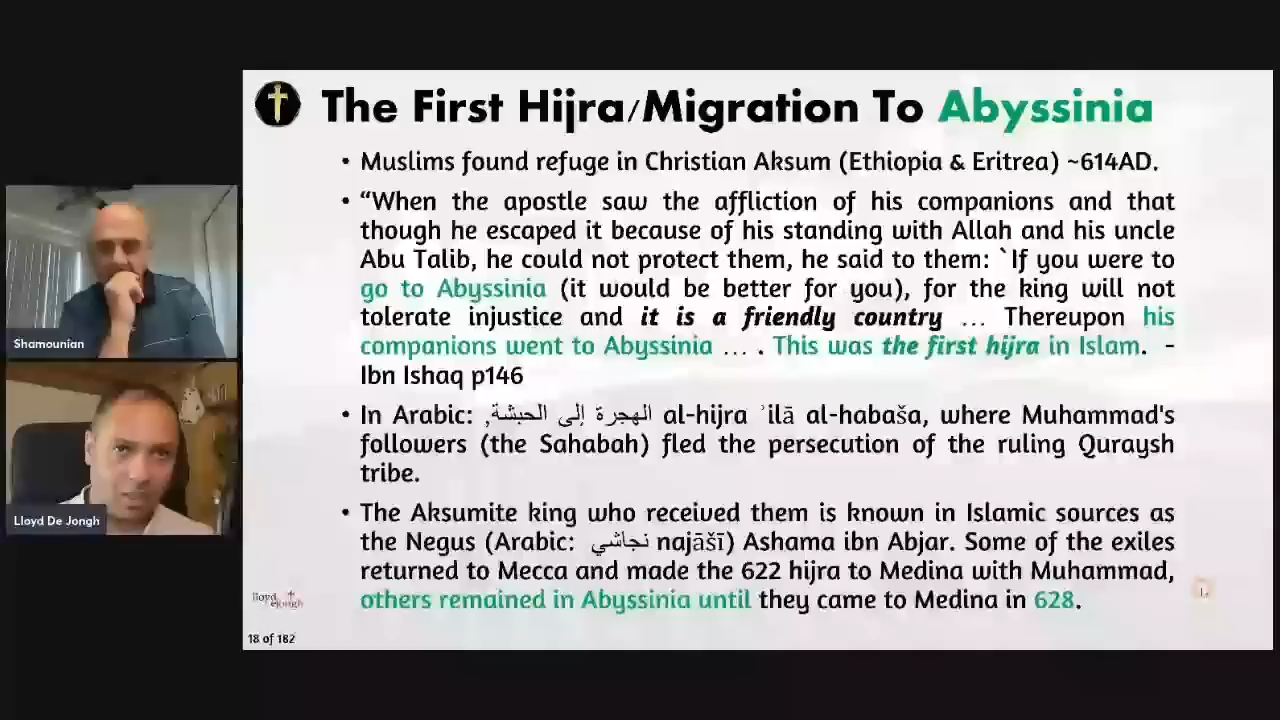 The First Hijra/Migration To Abyssinia
• Muslims found refuge in Christian Aksum (Ethiopia & Eritrea) ~614AD.
• “When the apostle saw the affliction of his companions and that
though he escaped it because of his standing with Allah and his uncle
Abu Talib, he could not protect them, he said to them: `If you were to
go to Abyssinia (it would be better for you), for the king will not
tolerate injustice and it is a friendly country ... Thereupon his
companions went to Abyssinia ... . This was the first hijra in Islam. -
Ibn Ishaq p146
• In Arabic: الهجرة إلى الحبشة, al-hijra ʾilā al-habaša, where Muhammad's
followers (the Sahabah) fled the persecution of the ruling Quraysh
tribe.
• The Aksumite king who received them is known in Islamic sources as
the Negus (Arabic: نجاشي najāšī) Ashama ibn Abjar. Some of the exiles
returned to Mecca and made the 622 hijra to Medina with Muhammad,
others remained in Abyssinia until they came to Medina in 628.
18 of 182
Shamounian
Lloyd De Jongh
lloyd